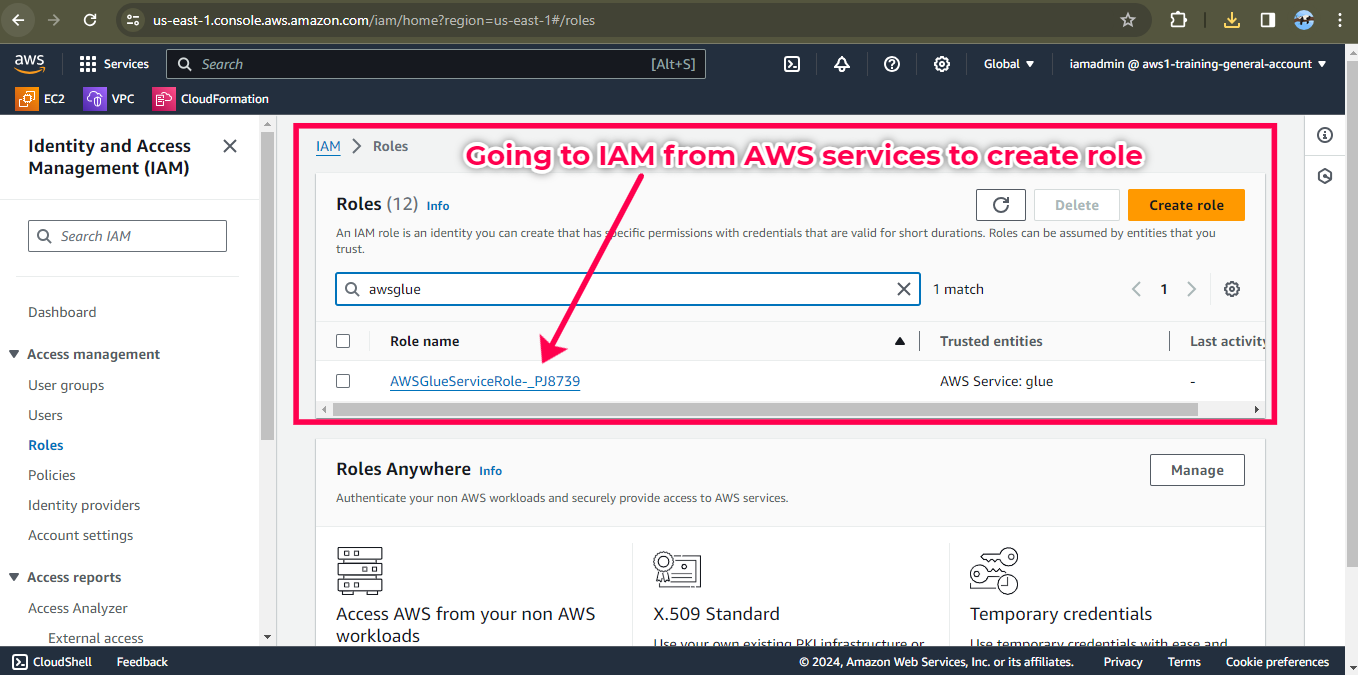 us-east-1.console.aws.amazon.com/iam/home?region=us-east-1#/roles
aws Services Search [Alt+S] Global iamadmin @ aws1-training-general-account
EC2 VPC CloudFormation
Identity and Access
Management (IAM)
Search IAM
Dashboard
Access management
User groups
Users
Roles
Policies
Identity providers
Account settings
Access reports
Access Analyzer
External access
IAM > Roles
Going to IAM from AWS services to create role
Roles (12) Info
Delete
Create role
An IAM role is an identity you can create that has specific permissions with credentials that are valid for short durations. Roles can be assumed by entities that you
trust.
awsglue
1 match
1
Role name Trusted entities Last activity
AWSGlueServiceRole-_PJ8739 AWS Service: glue -
Roles Anywhere Info
Manage
Authenticate your non AWS workloads and securely provide access to AWS services.
Access AWS from your non AWS
workloads
X.509 Standard
Use your own existing PKI infrastructure or
Temporary credentials
Use temporary credentials with ease and
CloudShell Feedback © 2024, Amazon Web Services, Inc. or its affiliates. Privacy Terms Cookie preferences